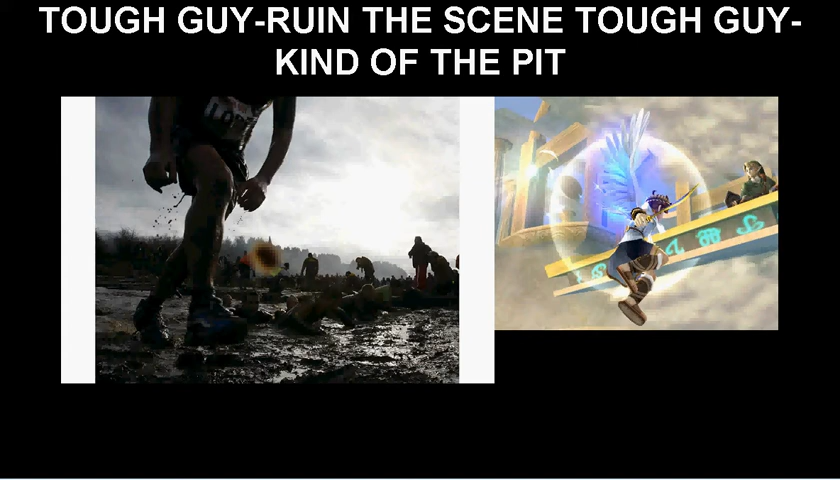 TOUGH GUY-RUIN THE SCENE TOUGH GUY-
KIND OF THE PIT